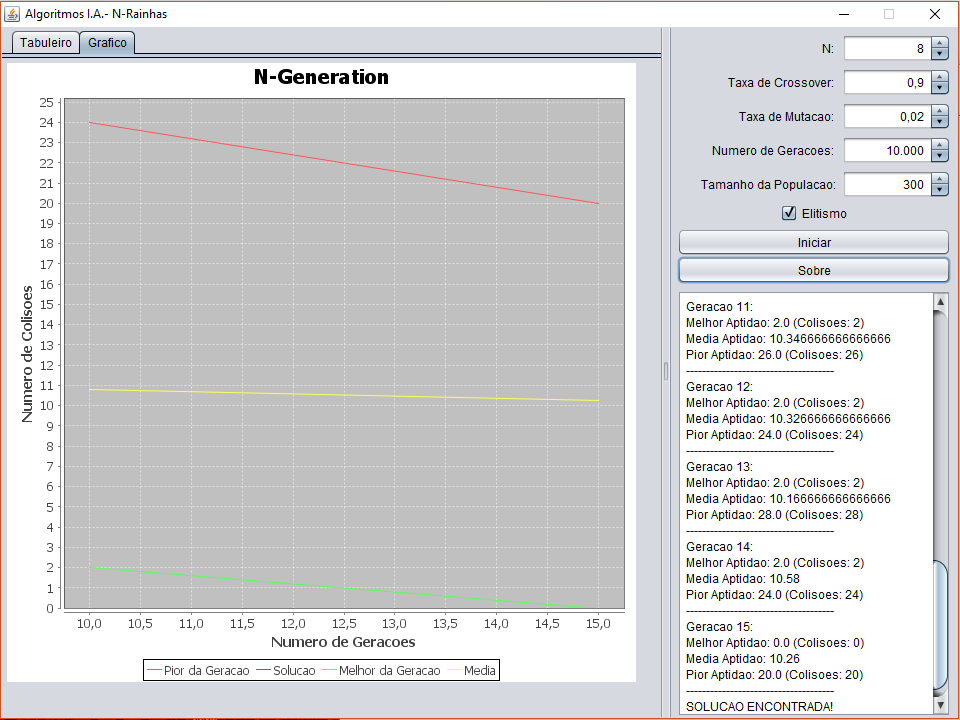 Algoritmos I.A.- N-Rainhas
Tabuleiro
Grafico
N-Generation
25
24
23
22
21
20
19
18
17
16
15
14
13
12
11
10
9
8
7
6
5
4
3
2
1
0
Numero de Colisoes
10,0 10,5 11,0 11,5 12,0 12,5 13,0 13,5 14,0 14,5 15,0
Numero de Geracoes
Pior da Geracao Solucao Melhor da Geracao Media
N: 8
Taxa de Crossover: 0,9
Taxa de Mutacao: 0,02
Numero de Geracoes: 10.000
Tamanho da Populacao: 300
Elitismo
Iniciar
Sobre
Geracao 11:
Melhor Aptidao: 2.0 (Colisoes: 2)
Media Aptidao: 10.346666666666666
Pior Aptidao: 26.0 (Colisoes: 26)
-------------------------------------
Geracao 12:
Melhor Aptidao: 2.0 (Colisoes: 2)
Media Aptidao: 10.326666666666666
Pior Aptidao: 24.0 (Colisoes: 24)
-------------------------------------
Geracao 13:
Melhor Aptidao: 2.0 (Colisoes: 2)
Media Aptidao: 10.166666666666666
Pior Aptidao: 28.0 (Colisoes: 28)
-------------------------------------
Geracao 14:
Melhor Aptidao: 2.0 (Colisoes: 2)
Media Aptidao: 10.58
Pior Aptidao: 24.0 (Colisoes: 24)
-------------------------------------
Geracao 15:
Melhor Aptidao: 0.0 (Colisoes: 0)
Media Aptidao: 10.26
Pior Aptidao: 20.0 (Colisoes: 20)
-------------------------------------
SOLUCAO ENCONTRADA!